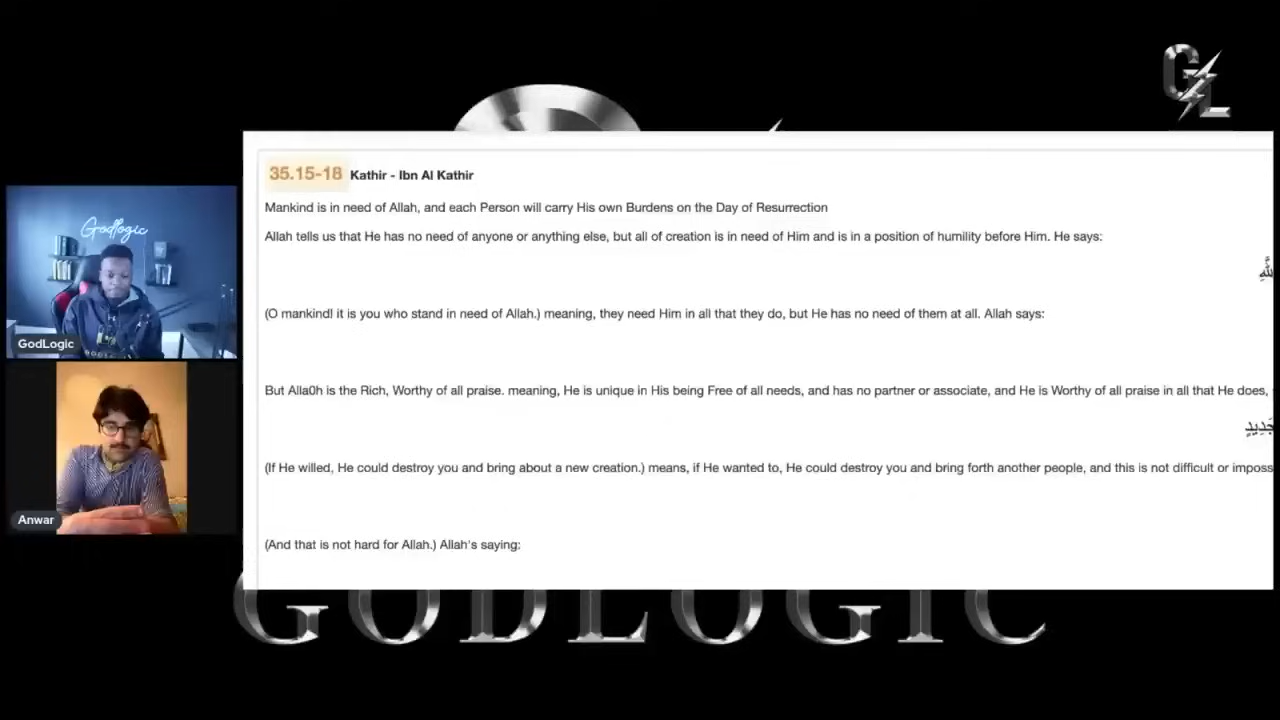 GL
35.15-18 Kathir - Ibn Al Kathir
Mankind is in need of Allah, and each Person will carry His own Burdens on the Day of Resurrection
Allah tells us that He has no need of anyone or anything else, but all of creation is in need of Him and is in a position of humility before Him. He says:
(O mankind! it is you who stand in need of Allah.) meaning, they need Him in all that they do, but He has no need of them at all. Allah says:
But Alla0h is the Rich, Worthy of all praise. meaning, He is unique in His being Free of all needs, and has no partner or associate, and He is Worthy of all praise in all that He does,
جَدِيدٍ
(If He willed, He could destroy you and bring about a new creation.) means, if He wanted to, He could destroy you and bring forth another people, and this is not difficult or
(And that is not hard for Allah.) Allah's saying:
Godlogic
GodLogic
Anwar
GODLOGIC